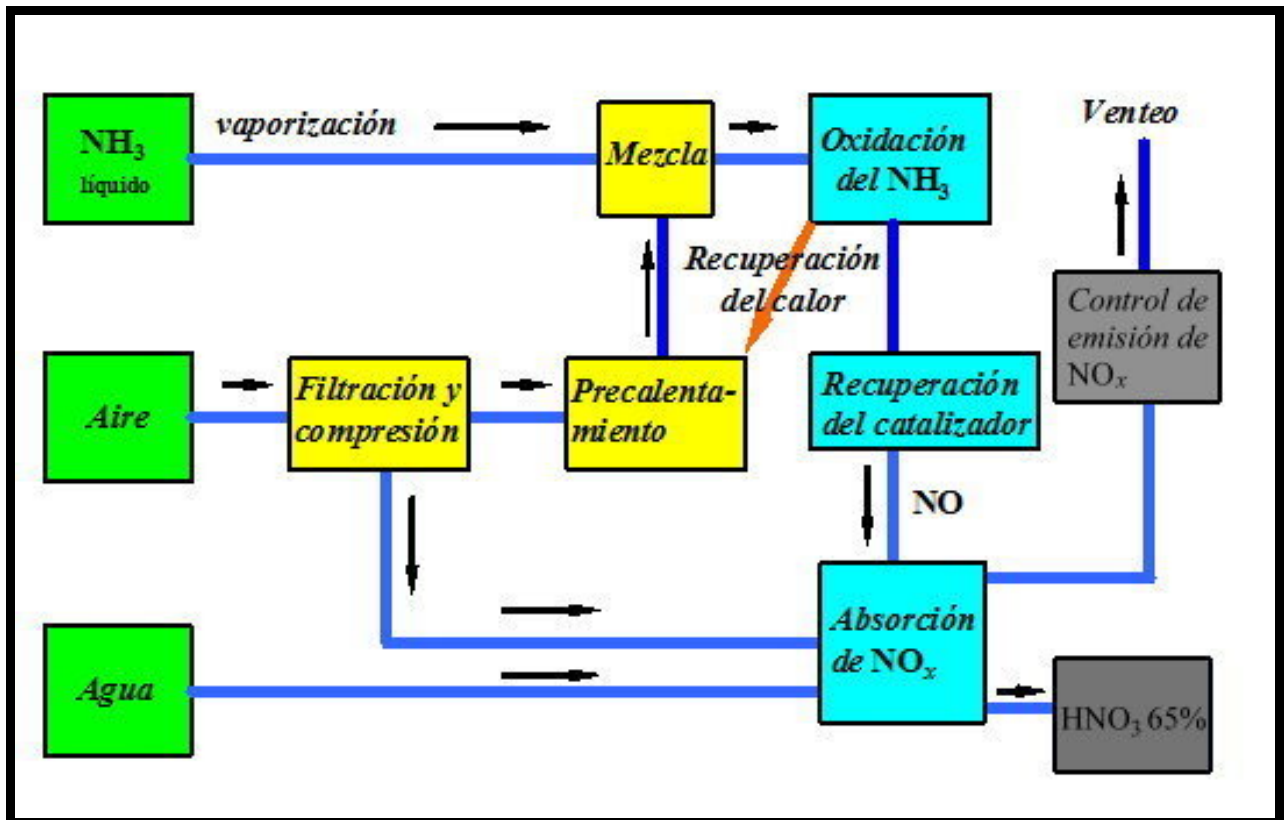 NH₃
líquido
vaporización
Mezcla
Oxidación
del NH₃
Venteo
Recuperación
del calor
Control de
emisión de
NOₓ
Aire
Filtración y
compresión
Precalenta-
miento
Recuperación
del catalizador
NO
Agua
Absorción
de NOₓ
HNO₃ 65%